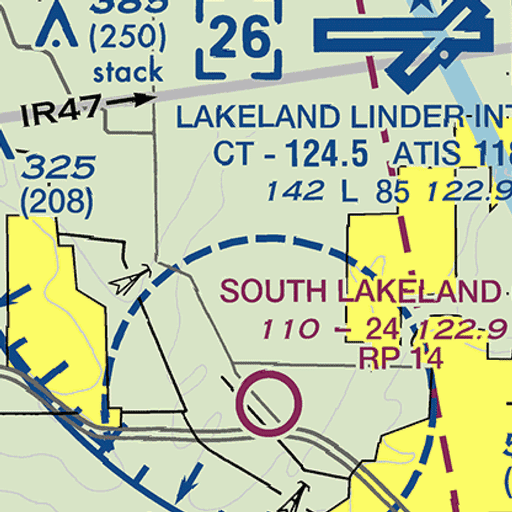 385
(250)
stack
26
IR47
LAKELAND LINDER INT
CT - 124.5 ATIS 118
142 L 85 122.9
325
(208)
SOUTH LAKELAND
110 - 24 122.9
RP 14